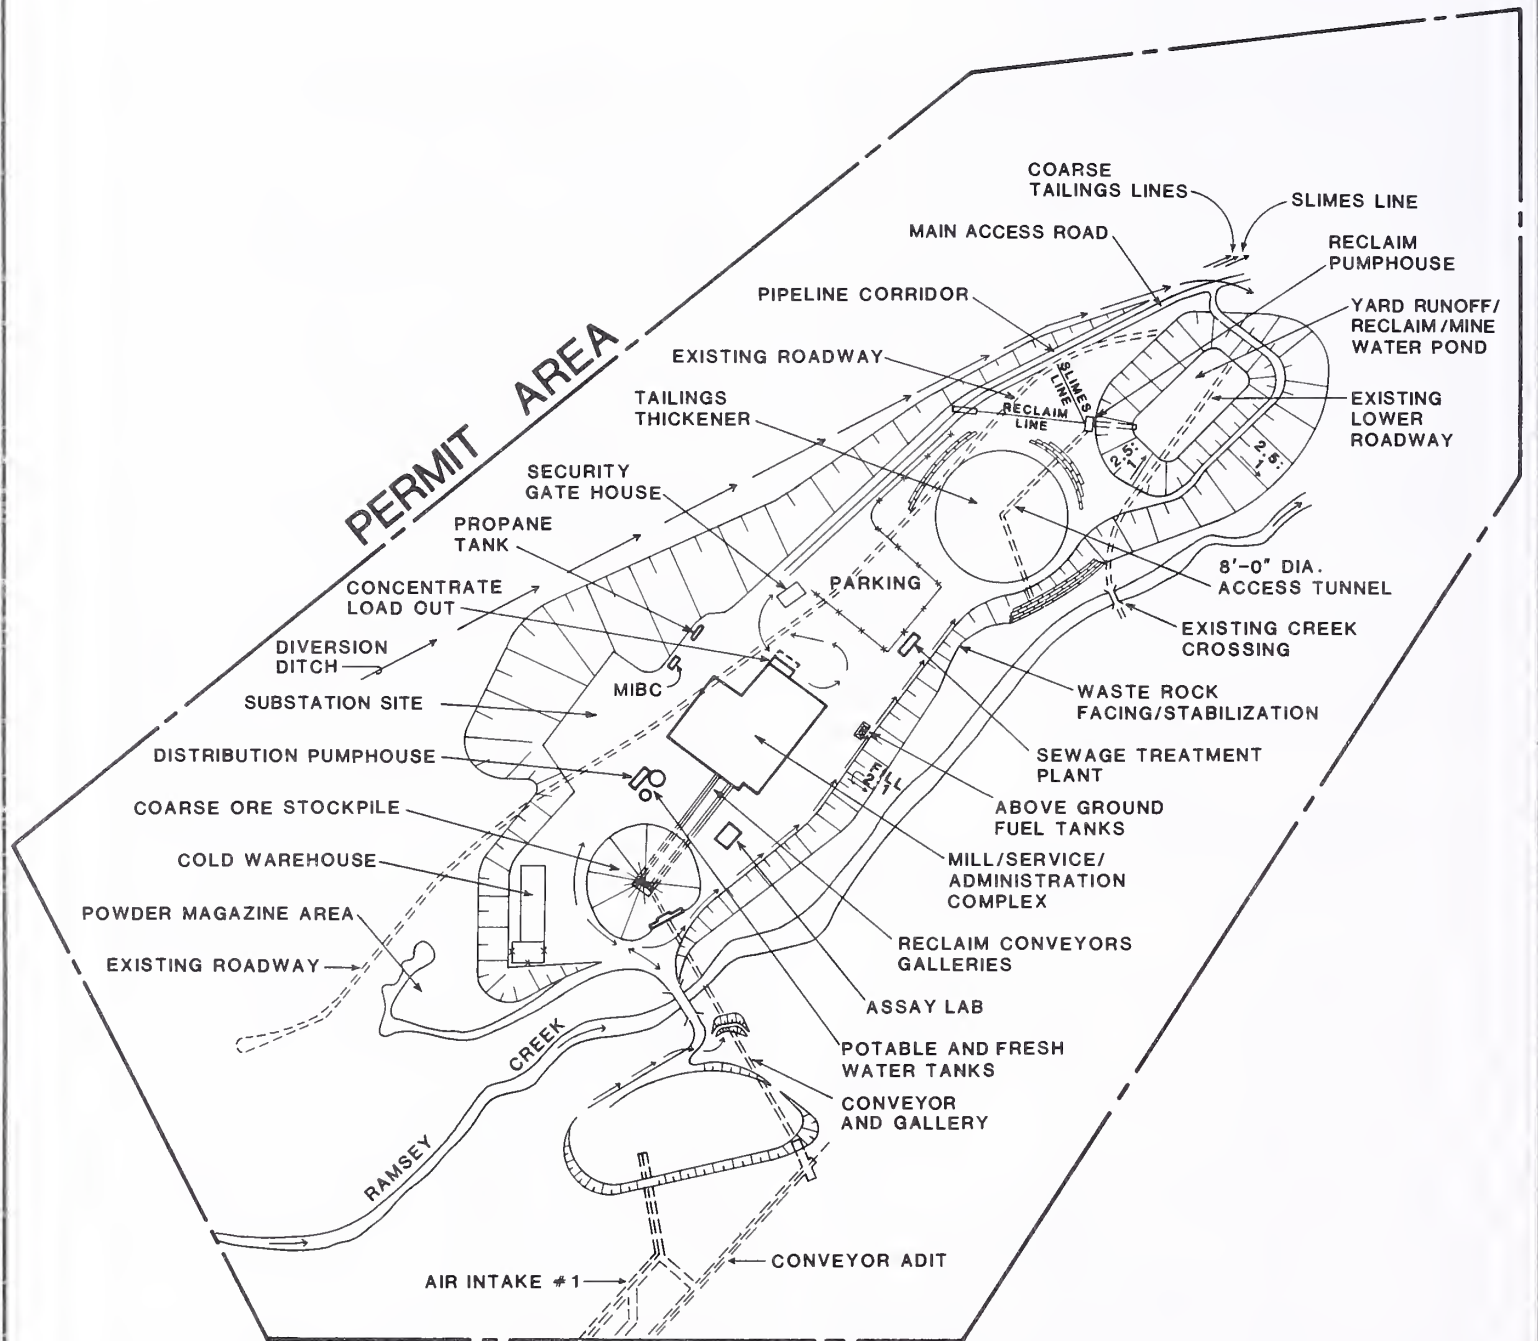 COARSE
TAILINGS LINES
SLIMES LINE
MAIN ACCESS ROAD
RECLAIM
PUMPHOUSE
PIPELINE CORRIDOR
YARD RUNOFF/
RECLAIM/MINE
WATER POND
PERMIT AREA
EXISTING ROADWAY
SLIMES
LINE
TAILINGS
THICKENER
RECLAIM
LINE
EXISTING
LOWER
ROADWAY
2.5:
1
2.5:
1
SECURITY
GATE HOUSE
PROPANE
TANK
CONCENTRATE
LOAD OUT
PARKING
8'-0" DIA.
ACCESS TUNNEL
DIVERSION
DITCH
EXISTING CREEK
CROSSING
MIBC
SUBSTATION SITE
WASTE ROCK
FACING/STABILIZATION
DISTRIBUTION PUMPHOUSE
SEWAGE TREATMENT
PLANT
FILL
2:1
COARSE ORE STOCKPILE
ABOVE GROUND
FUEL TANKS
COLD WAREHOUSE
MILL/SERVICE/
ADMINISTRATION
COMPLEX
POWDER MAGAZINE AREA
RECLAIM CONVEYORS
GALLERIES
EXISTING ROADWAY
ASSAY LAB
POTABLE AND FRESH
WATER TANKS
CONVEYOR
AND GALLERY
RAMSEY CREEK
CONVEYOR ADIT
AIR INTAKE #1